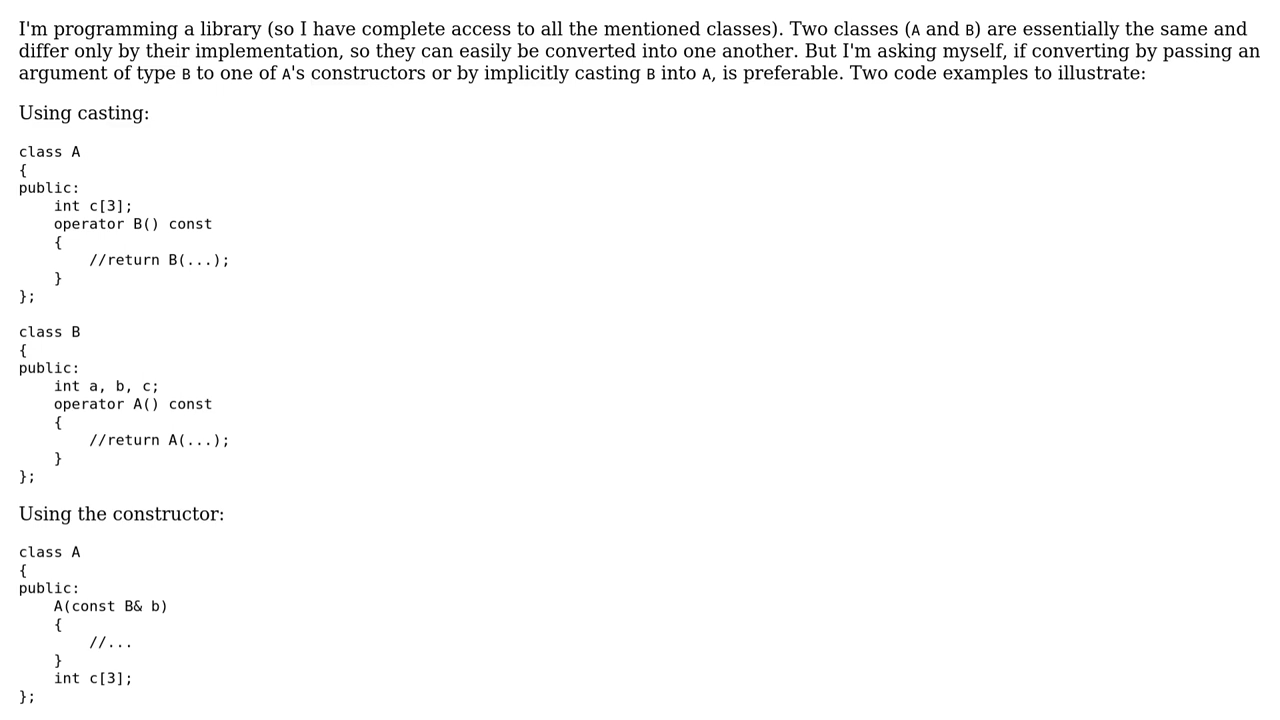 I'm programming a library (so I have complete access to all the mentioned classes). Two classes (A and B) are essentially the same and
differ only by their implementation, so they can easily be converted into one another. But I'm asking myself, if converting by passing an
argument of type B to one of A's constructors or by implicitly casting B into A, is preferable. Two code examples to illustrate:
Using casting:
class A
{
public:
    int c[3];
    operator B() const
    {
        //return B(...);
    }
};
class B
{
public:
    int a, b, c;
    operator A() const
    {
        //return A(...);
    }
};
Using the constructor:
class A
{
public:
    A(const B& b)
    {
        //...
    }
    int c[3];
};